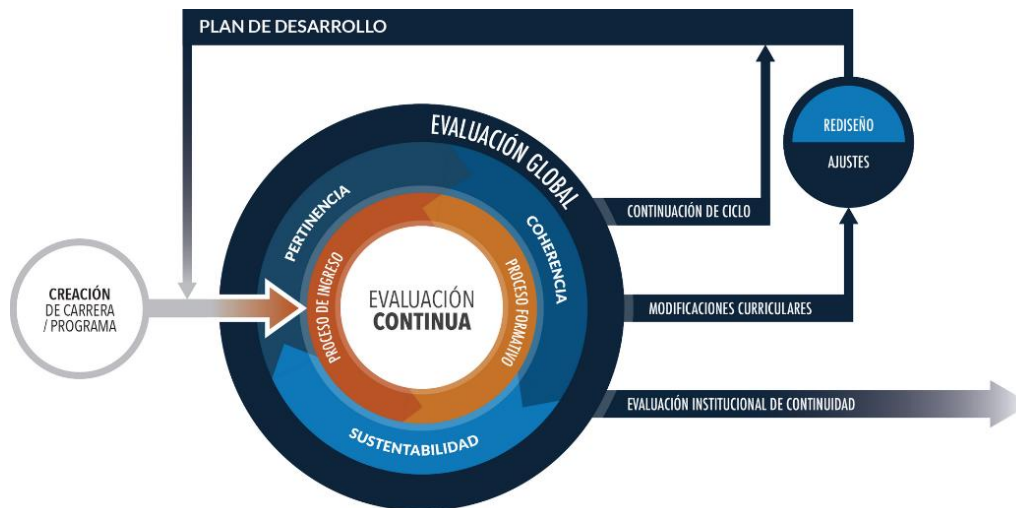 PLAN DE DESARROLLO
EVALUACIÓN GLOBAL
REDISEÑO
AJUSTES
PERTINENCIA
COHERENCIA
SUSTENTABILIDAD
PROCESO DE INGRESO
PROCESO FORMATIVO
EVALUACIÓN
CONTINUA
CREACIÓN
DE CARRERA
/ PROGRAMA
CONTINUACIÓN DE CICLO
MODIFICACIONES CURRICULARES
EVALUACIÓN INSTITUCIONAL DE CONTINUIDAD